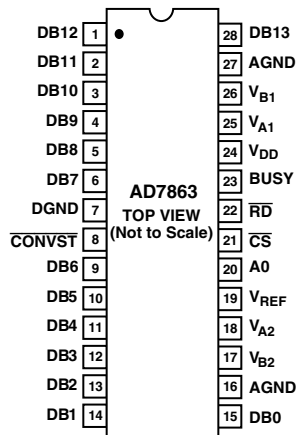 DB12 1 28 DB13
DB11 2 27 AGND
DB10 3 26 VB1
DB9 4 25 VA1
DB8 5 24 VDD
DB7 6 23 BUSY
DGND 7 22 RD
CONVST 8 21 CS
DB6 9 20 A0
DB5 10 19 VREF
DB4 11 18 VA2
DB3 12 17 VB2
DB2 13 16 AGND
DB1 14 15 DB0
AD7863
TOP VIEW
(Not to Scale)